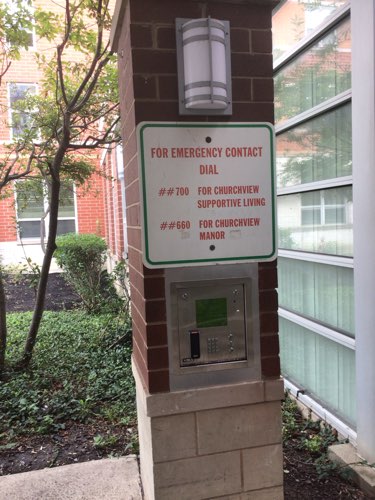 FOR EMERGENCY CONTACT
DIAL
##700 FOR CHURCHVIEW
SUPPORTIVE LIVING
##660 FOR CHURCHVIEW
MANOR